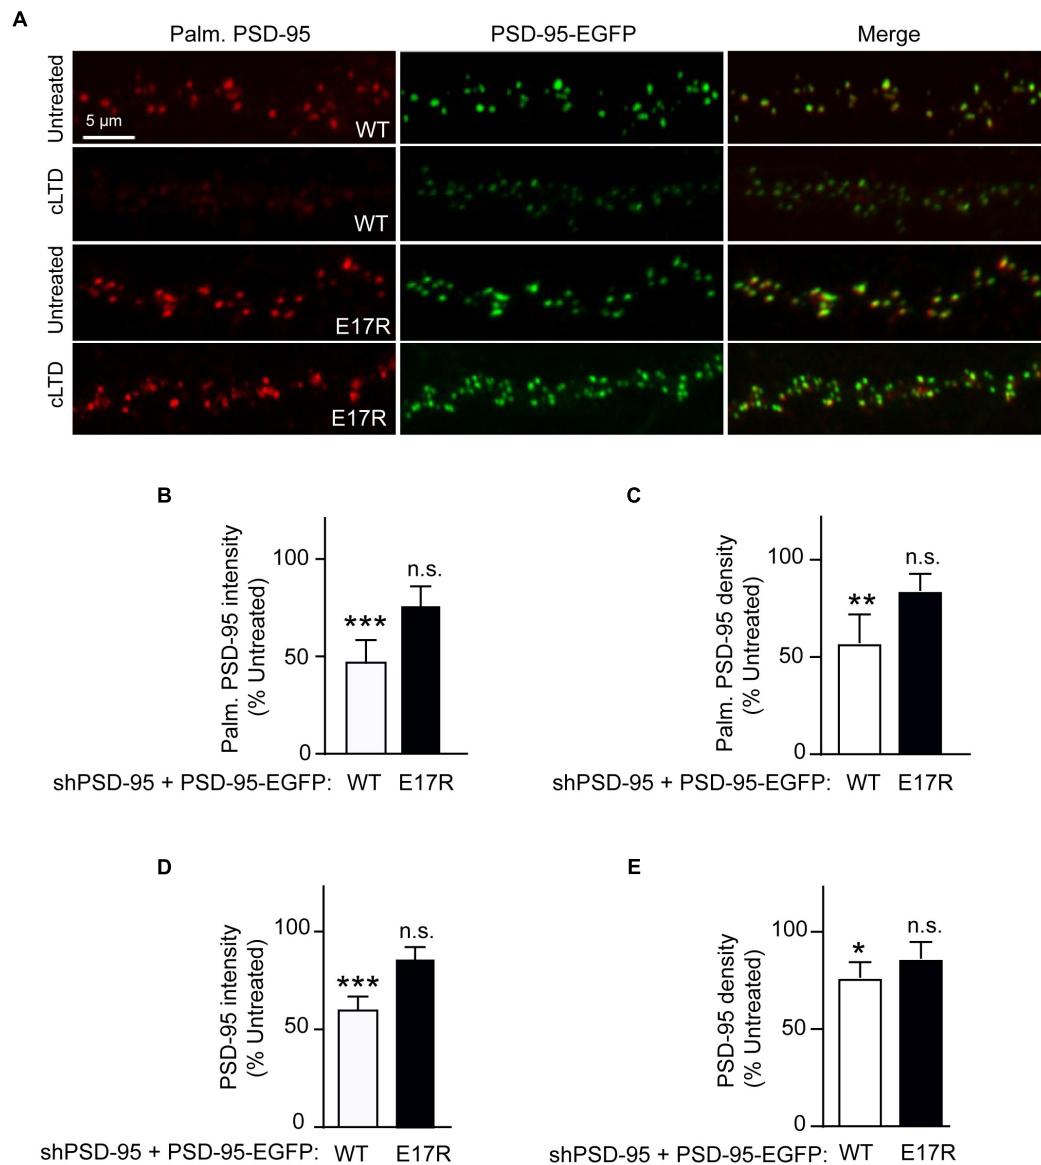 A
Palm. PSD-95 PSD-95-EGFP Merge
Untreated
5 µm
WT
cLTD
WT
Untreated
E17R
cLTD
E17R
B
Palm. PSD-95 intensity
(% Untreated)
100
50
0
***
n.s.
shPSD-95 + PSD-95-EGFP: WT E17R
C
Palm. PSD-95 density
(% Untreated)
100
50
0
**
n.s.
shPSD-95 + PSD-95-EGFP: WT E17R
D
PSD-95 intensity
(% Untreated)
100
50
0
***
n.s.
shPSD-95 + PSD-95-EGFP: WT E17R
E
PSD-95 density
(% Untreated)
100
50
0
*
n.s.
shPSD-95 + PSD-95-EGFP: WT E17R